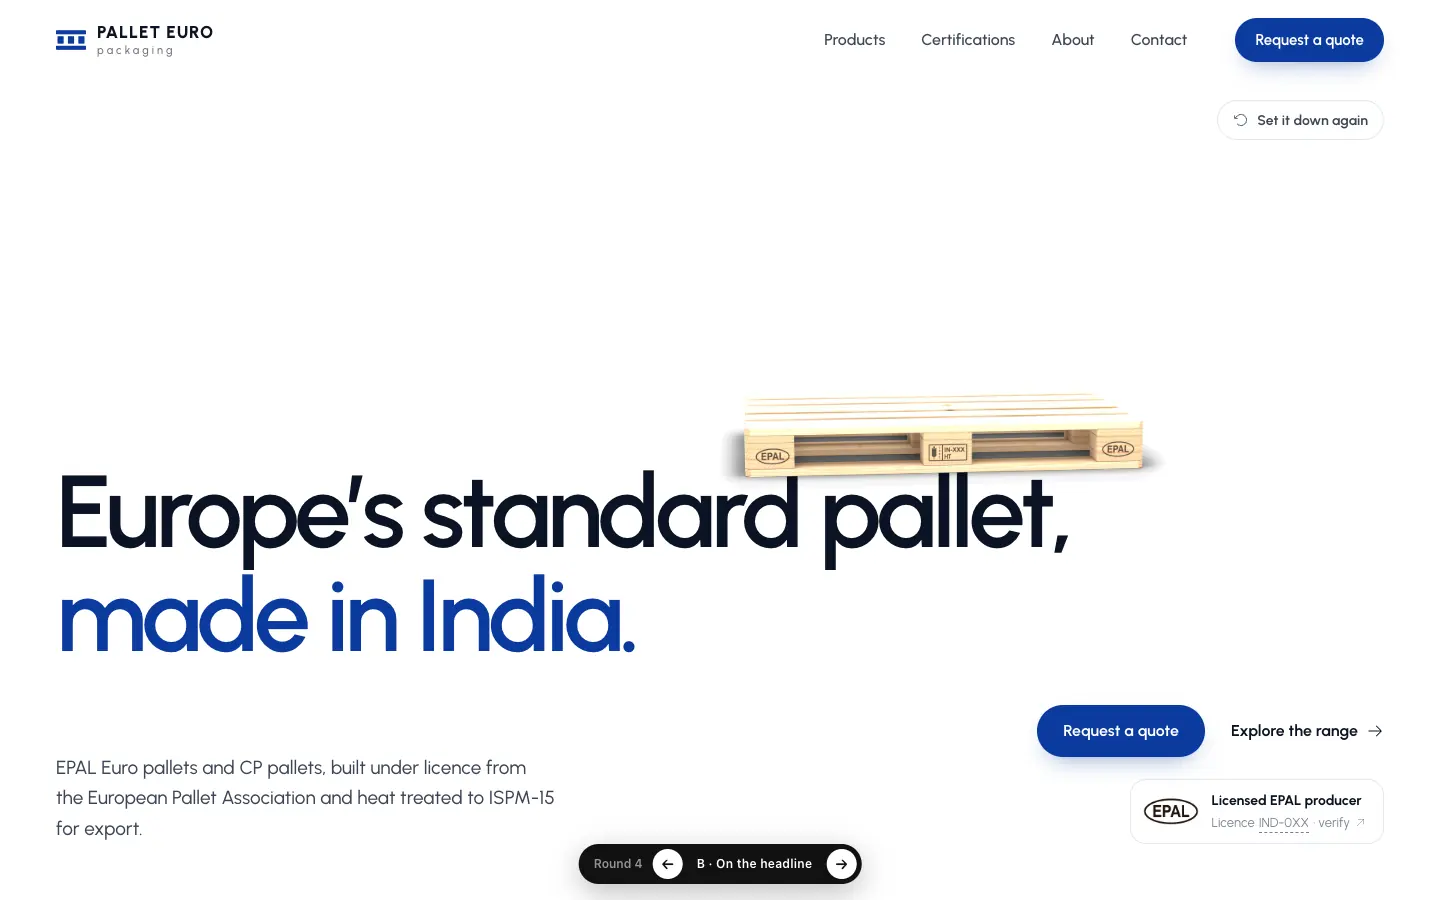 PALLET EURO
packaging
Products
Certifications
About
Contact
Request a quote
Set it down again
EPAL
IN-XXX
HT
EPAL
Europe’s standard pallet,
made in India.
Request a quote
Explore the range
EPAL Euro pallets and CP pallets, built under licence from
the European Pallet Association and heat treated to ISPM-15
for export.
EPAL
Licensed EPAL producer
Licence IND-0XX · verify
Round 4
B · On the headline